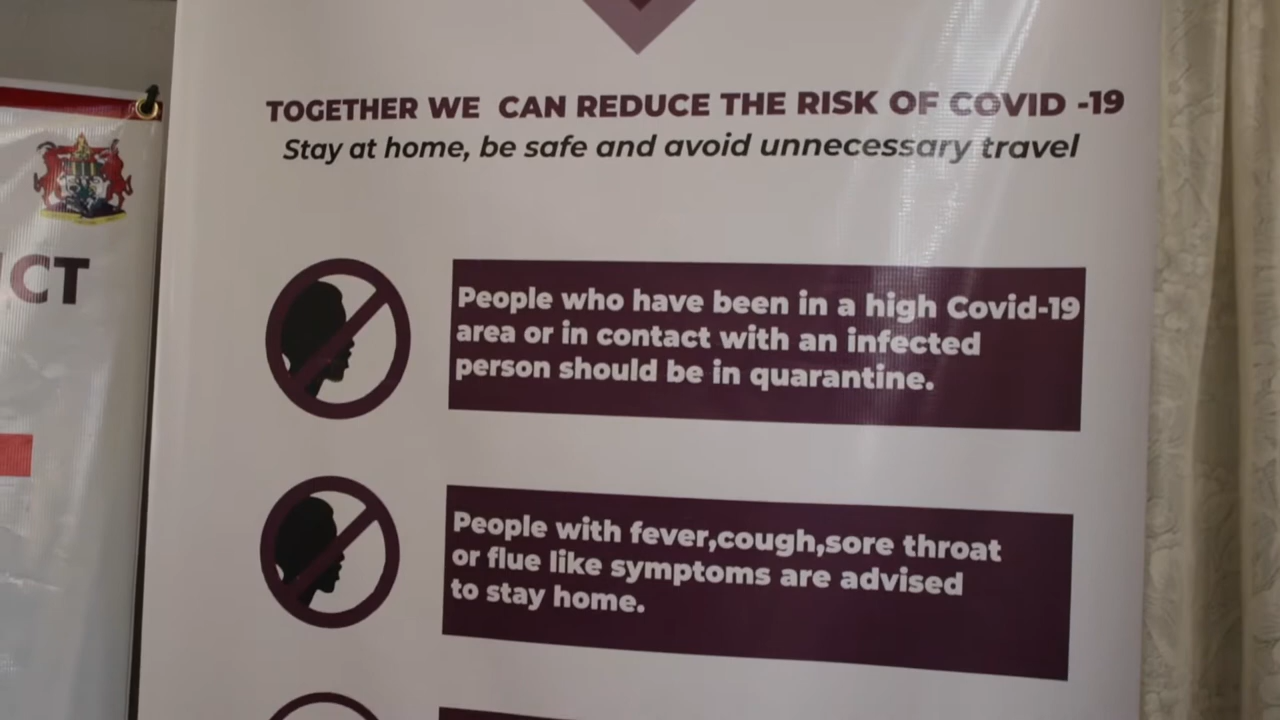 TOGETHER WE CAN REDUCE THE RISK OF COVID -19
Stay at home, be safe and avoid unnecessary travel
ICT
People who have been in a high Covid-19
area or in contact with an infected
person should be in quarantine.
People with fever,cough,sore throat
or flue like symptoms are advised
to stay home.